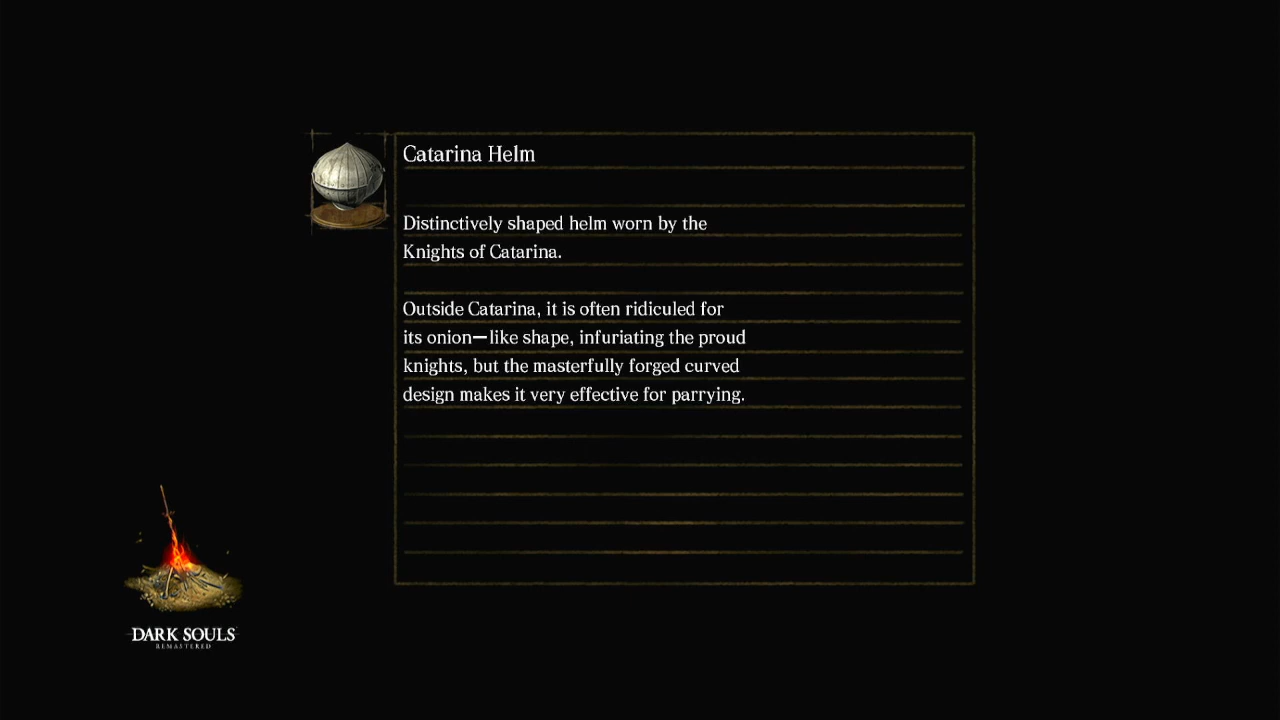 Catarina Helm
Distinctively shaped helm worn by the
Knights of Catarina.
Outside Catarina, it is often ridiculed for
its onion—like shape, infuriating the proud
knights, but the masterfully forged curved
design makes it very effective for parrying.
DARK SOULS
REMASTERED